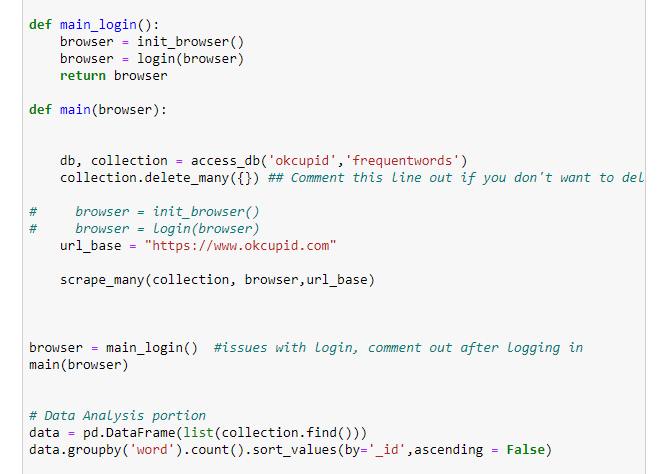 def main_login():
    browser = init_browser()
    browser = login(browser)
    return browser
def main(browser):
    db, collection = access_db('okcupid','frequentwords')
    collection.delete_many({}) ## Comment this line out if you don't want to del
#     browser = init_browser()
#     browser = login(browser)
    url_base = "https://www.okcupid.com"
    scrape_many(collection, browser,url_base)
browser = main_login()  #issues with login, comment out after logging in
main(browser)
# Data Analysis portion
data = pd.DataFrame(list(collection.find()))
data.groupby('word').count().sort_values(by='_id',ascending = False)